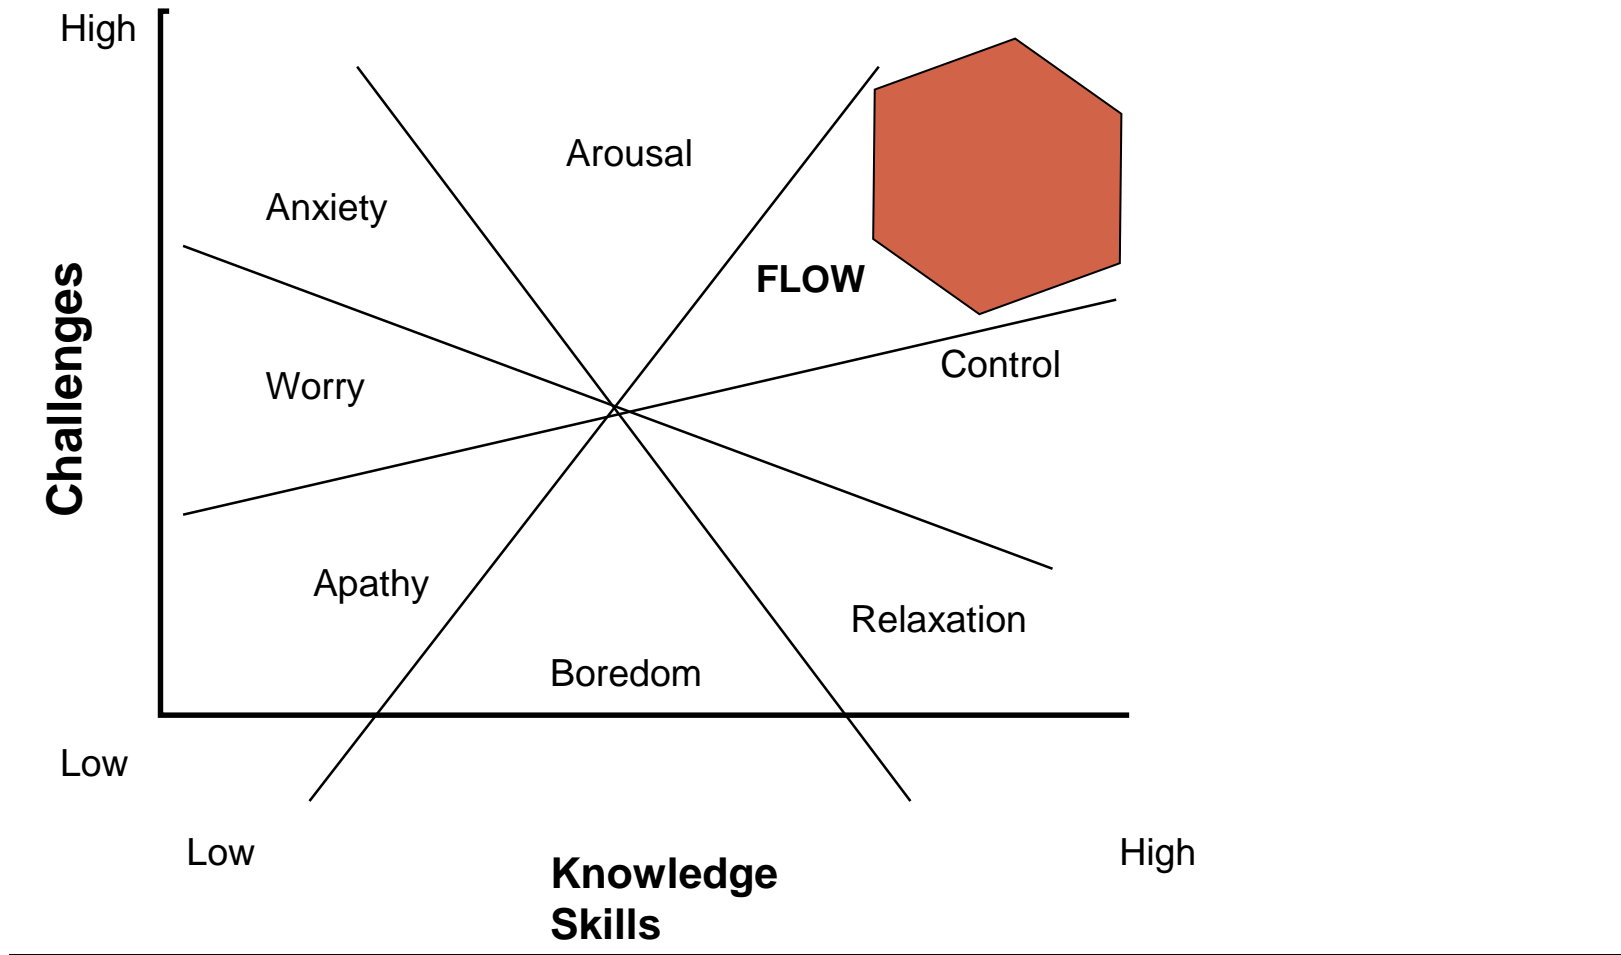 High
Arousal
Anxiety
FLOW
Challenges
Control
Worry
Apathy
Relaxation
Boredom
Low
Low
High
Knowledge
Skills